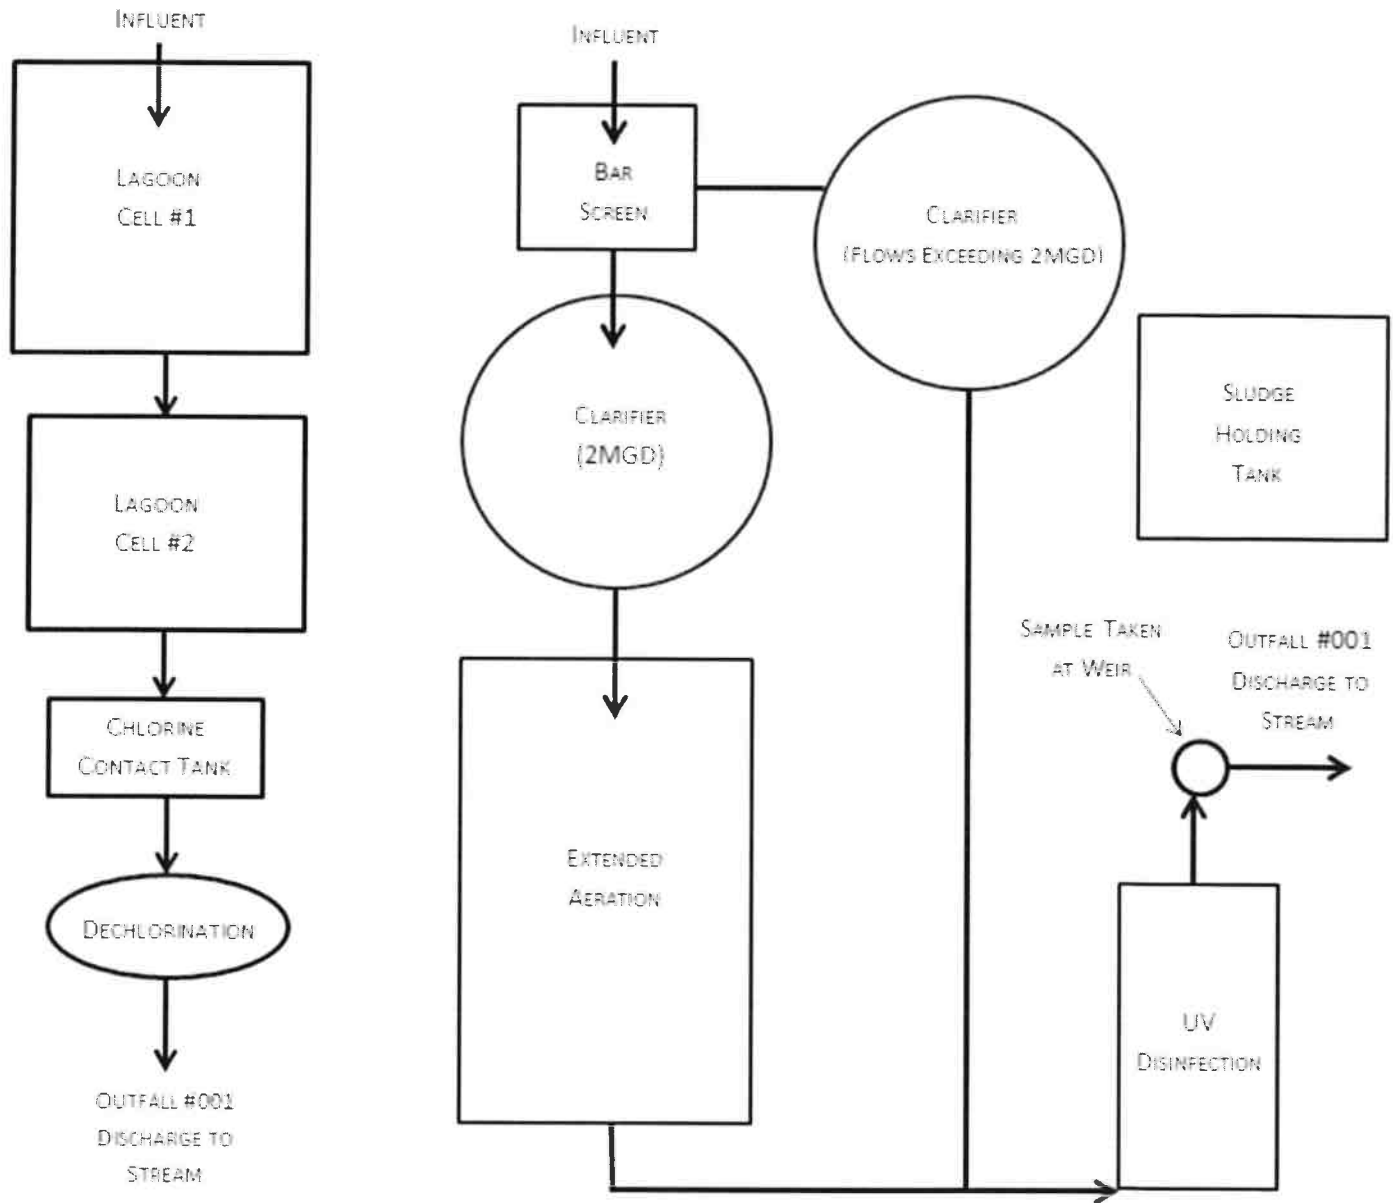 INFLUENT
LAGOON
CELL #1
LAGOON
CELL #2
CHLORINE
CONTACT TANK
DECHLORINATION
OUTFALL #001
DISCHARGE TO
STREAM
INFLUENT
BAR
SCREEN
CLARIFIER
(FLOWS EXCEEDING 2MGD)
CLARIFIER
(2MGD)
EXTENDED
AERATION
SLUDGE
HOLDING
TANK
SAMPLE TAKEN
AT WEIR
OUTFALL #001
DISCHARGE TO
STREAM
UV
DISINFECTION